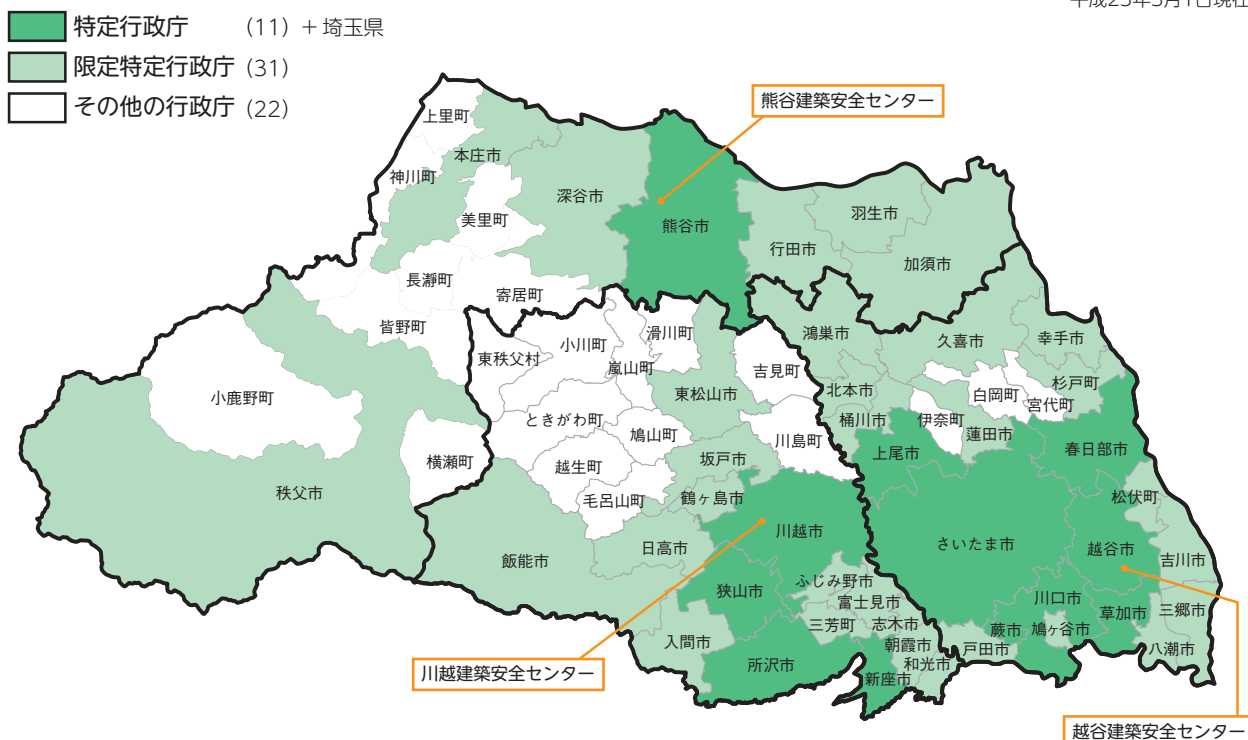 平成23年3月1日現在
特定行政庁 (11) + 埼玉県
限定特定行政庁 (31)
その他の行政庁 (22)
熊谷建築安全センター
上里町
本庄市
神川町
深谷市
美里町
熊谷市
羽生市
行田市
加須市
長瀞町
寄居町
皆野町
鴻巣市
久喜市
幸手市
滑川町
小川町
東秩父村
嵐山町
吉見町
杉戸町
北本市
白岡町
宮代町
東松山市
小鹿野町
ときがわ町
桶川市
伊奈町
蓮田市
鳩山町
川島町
上尾市
春日部市
横瀬町
越生町
坂戸市
秩父市
毛呂山町
鶴ヶ島市
松伏町
川越市
さいたま市
越谷市
日高市
飯能市
吉川市
ふじみ野市
狭山市
富士見市
川口市
三郷市
草加市
三芳町
志木市
蕨市
鳩ヶ谷市
入間市
朝霞市
戸田市
八潮市
所沢市
和光市
新座市
川越建築安全センター
越谷建築安全センター